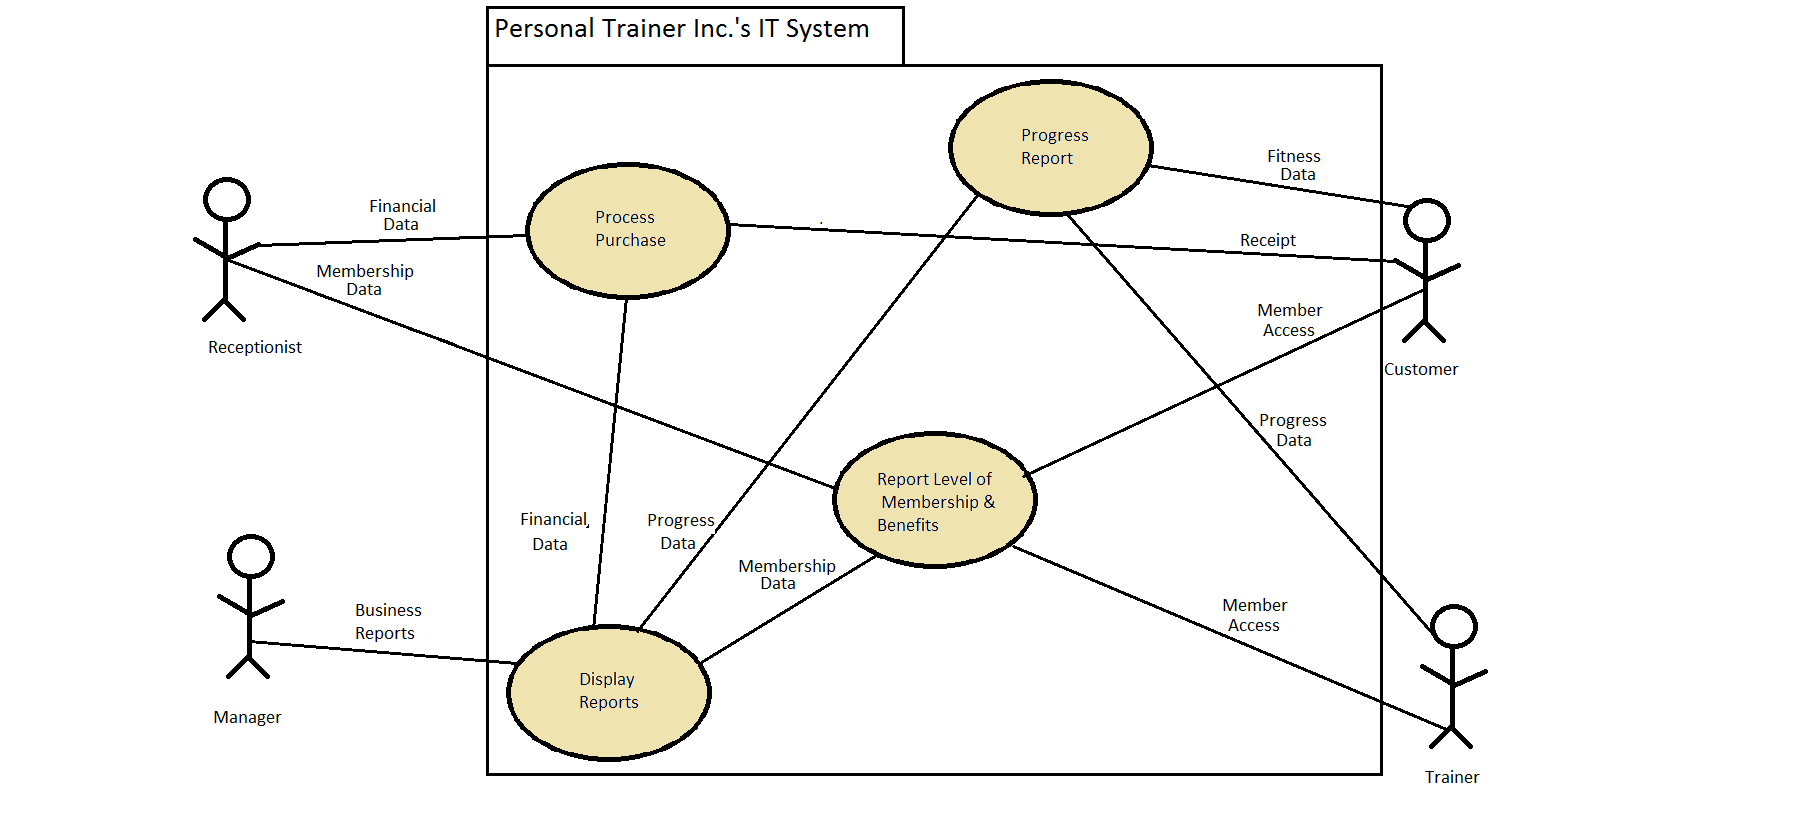 Personal Trainer Inc.'s IT System
Progress
Report
Fitness
Data
Financial
Data
Process
Purchase
Receipt
Membership
Data
Member
Access
Receptionist
Customer
Progress
Data
Report Level of
Membership &
Benefits
Financial
Data
Progress
Data
Membership
Data
Business
Reports
Member
Access
Display
Reports
Manager
Trainer